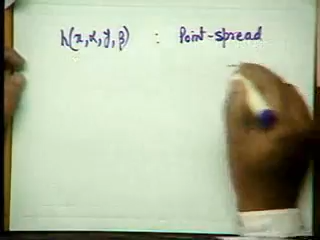 h(x, α, y, β) : Point-spread